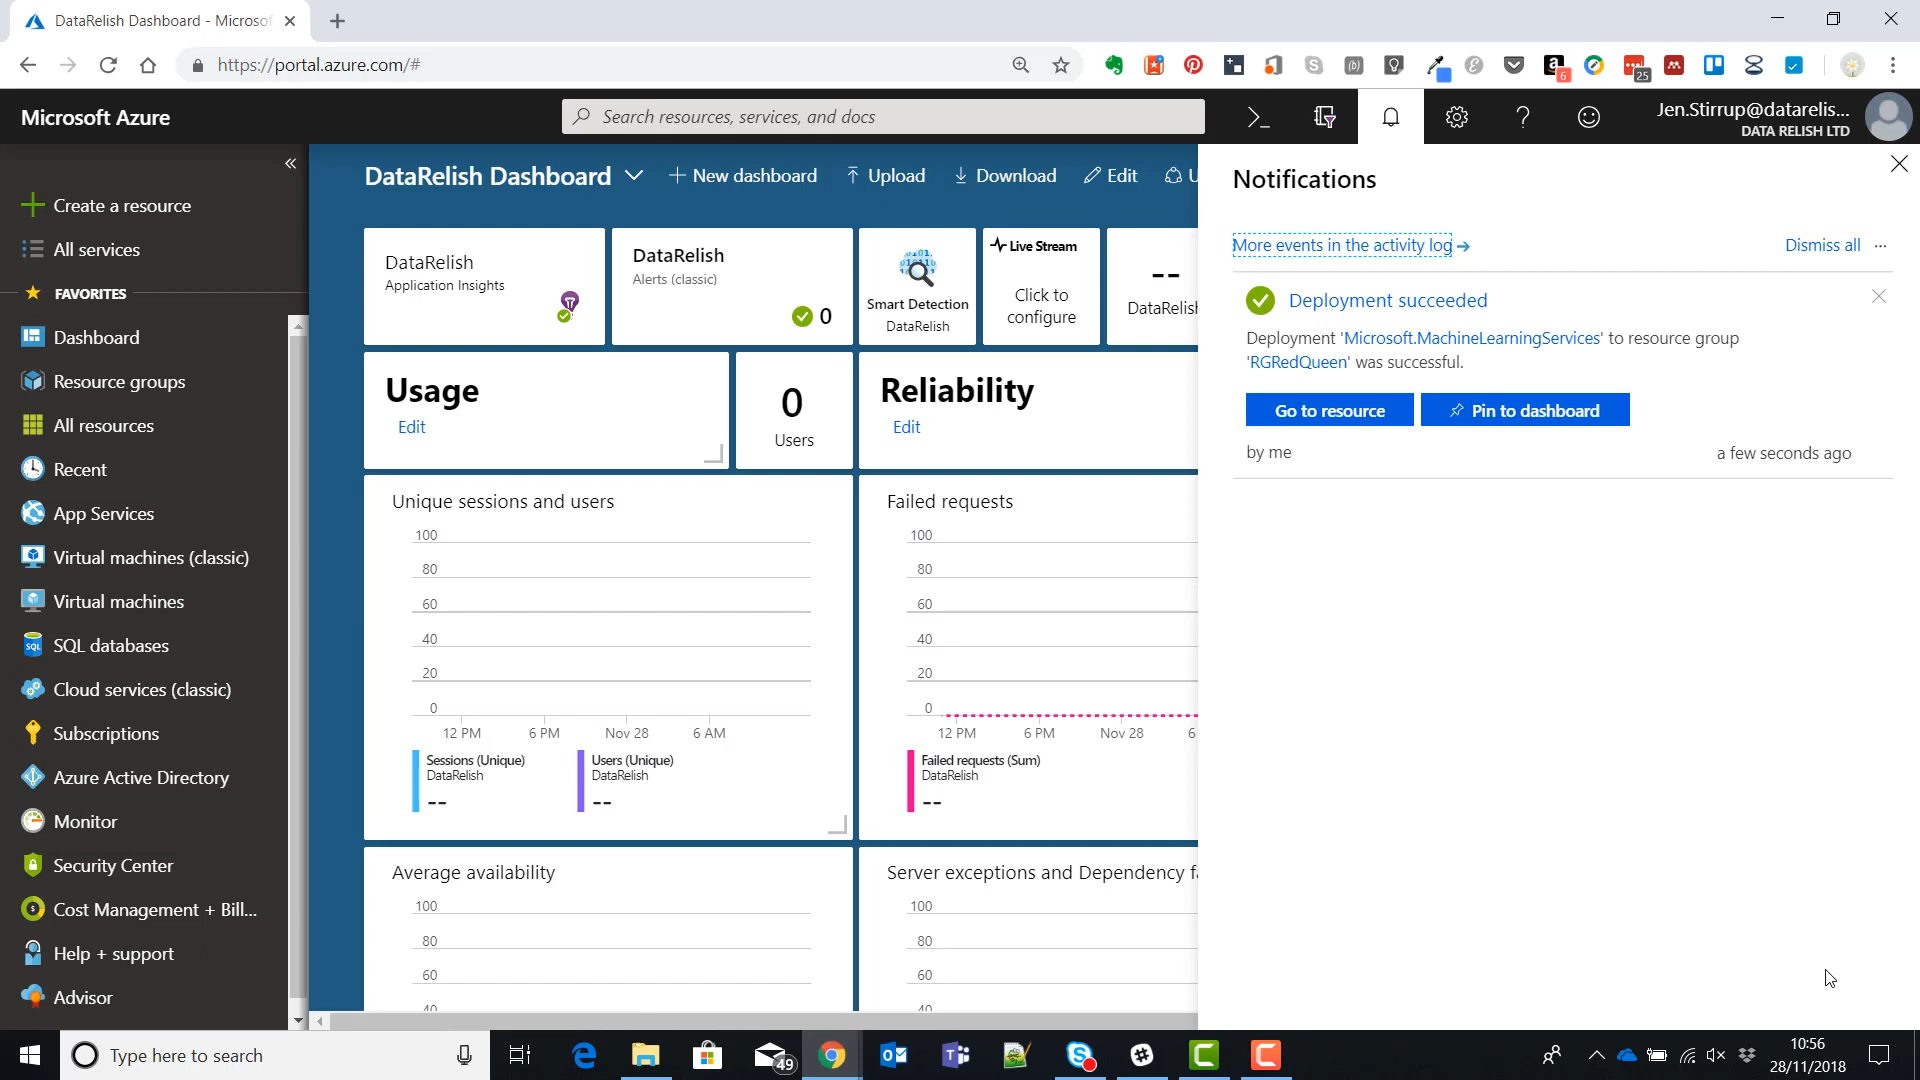 DataRelish Dashboard - Microsof
https://portal.azure.com/#
6
25
Microsoft Azure
Search resources, services, and docs
Jen.Stirrup@datarelis...
DATA RELISH LTD
Create a resource
All services
FAVORITES
Dashboard
Resource groups
All resources
Recent
App Services
Virtual machines (classic)
Virtual machines
SQL databases
Cloud services (classic)
Subscriptions
Azure Active Directory
Monitor
Security Center
Cost Management + Bill...
Help + support
Advisor
DataRelish Dashboard
New dashboard
Upload
Download
Edit
U
DataRelish
Application Insights
DataRelish
Alerts (classic)
0
Smart Detection
DataRelish
Live Stream
Click to
configure
--
DataRelish
Usage
Edit
0
Users
Reliability
Edit
Unique sessions and users
100
80
60
40
20
0
12 PM 6 PM Nov 28 6 AM
Sessions (Unique)
DataRelish
--
Users (Unique)
DataRelish
--
Failed requests
100
80
60
40
20
0
12 PM 6 PM Nov 28 6
Failed requests (Sum)
DataRelish
--
Average availability
100
80
60
40
Server exceptions and Dependency fa
100
80
60
40
Notifications
More events in the activity log
Dismiss all
Deployment succeeded
Deployment 'Microsoft.MachineLearningServices' to resource group
'RGRedQueen' was successful.
Go to resource
Pin to dashboard
by me
a few seconds ago
Type here to search
49
10:56
28/11/2018